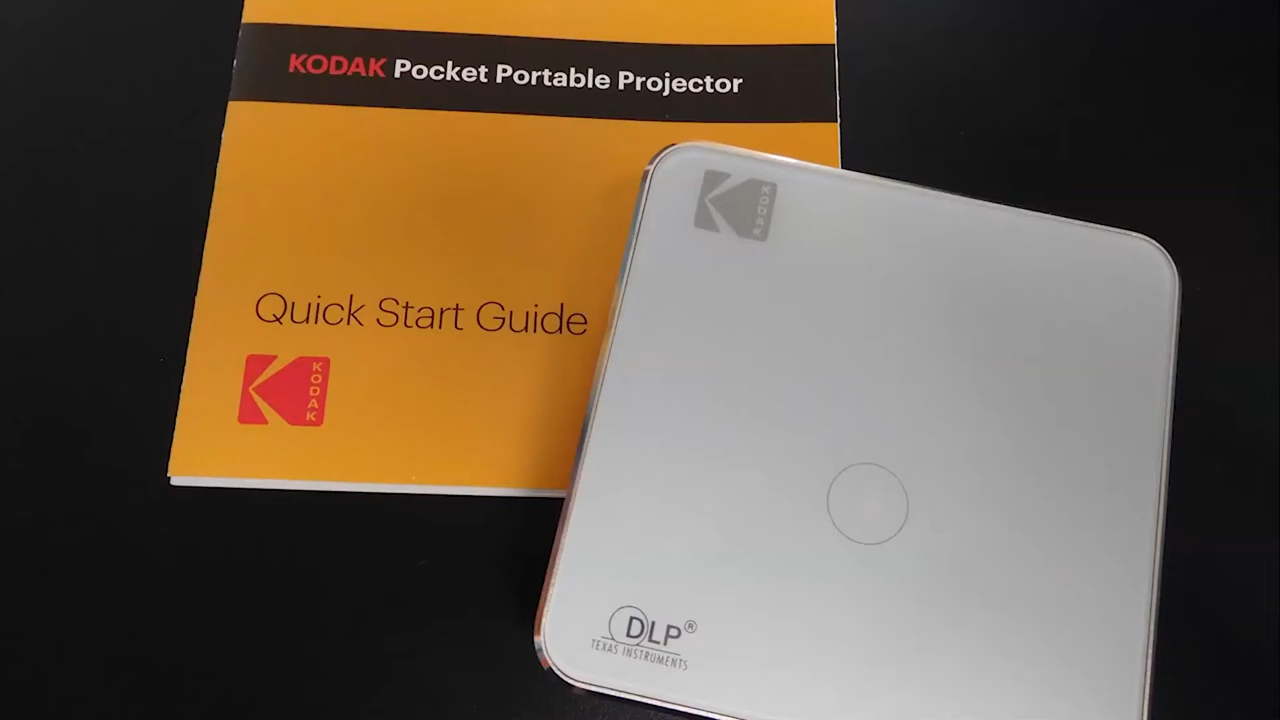 KODAK Pocket Portable Projector
Quick Start Guide
KODAK
KODAK
DLP®
TEXAS INSTRUMENTS